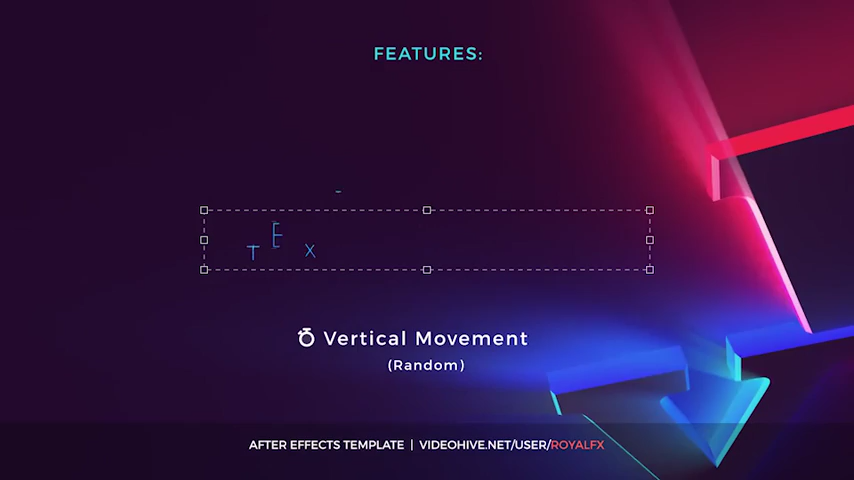 FEATURES:
T E X
Vertical Movement
(Random)
AFTER EFFECTS TEMPLATE | VIDEOHIVE.NET/USER/ROYALFX